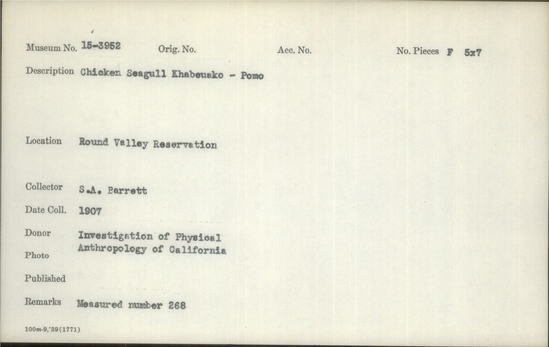 Museum No. 15-3952 Orig. No. Acc. No. No. Pieces F 5x7
Description Chicken Seagull Khabeusko - Pomo
Location Round Valley Reservation
Collector S.A. Barrett
Date Coll. 1907
Donor Investigation of Physical
Anthropology of California
Photo
Published
Remarks Measured number 268
100m-9,'39(1771)